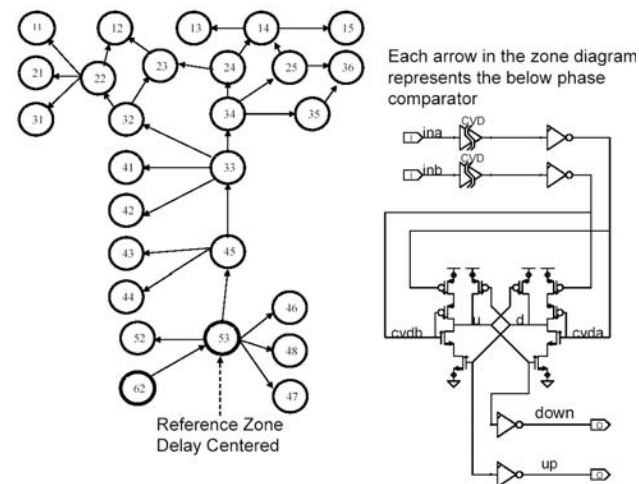 11 12 13 14 15
21 22 23 24 25 36
31 32 34 35
41 33
42
43 45
44
52 53 46
62 48
47
Reference Zone
Delay Centered
Each arrow in the zone diagram
represents the below phase
comparator
CVD
I ina
CVD
I inb
u d
cvdb cvda
down O
up O